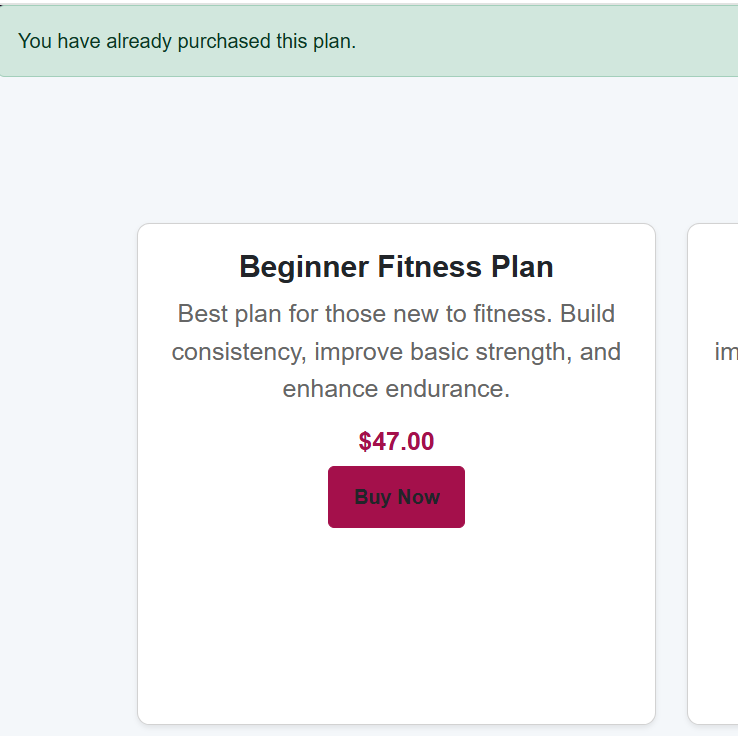 You have already purchased this plan.
Beginner Fitness Plan
Best plan for those new to fitness. Build
consistency, improve basic strength, and
enhance endurance.
im
$47.00
Buy Now